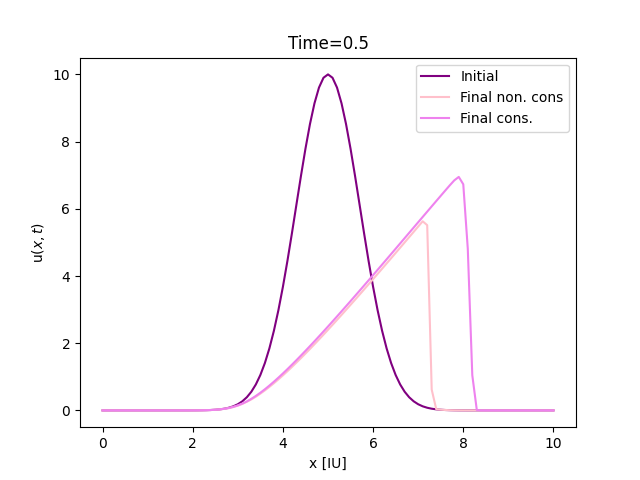 Time=0.5
10
8
6
4
2
0
u(x, t)
Initial
Final non. cons
Final cons.
0 2 4 6 8 10
x [IU]